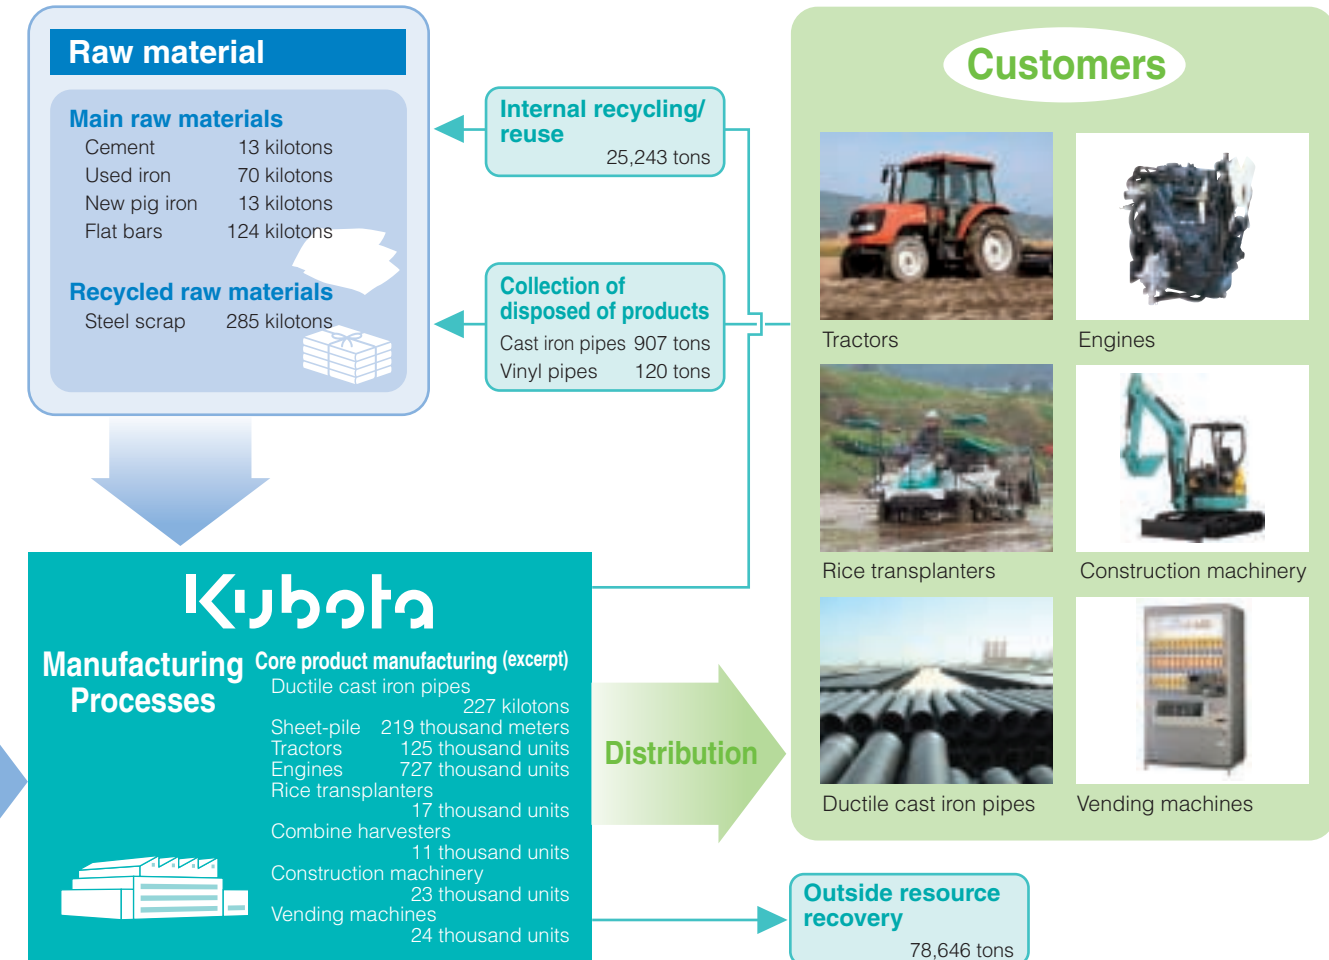 Raw material
Main raw materials
Cement 13 kilotons
Used iron 70 kilotons
New pig iron 13 kilotons
Flat bars 124 kilotons
Recycled raw materials
Steel scrap 285 kilotons
Internal recycling/
reuse
25,243 tons
Collection of
disposed of products
Cast iron pipes 907 tons
Vinyl pipes 120 tons
Customers
Tractors
Engines
Rice transplanters
Construction machinery
Ductile cast iron pipes
Vending machines
Kubota
Manufacturing
Processes
Core product manufacturing (excerpt)
Ductile cast iron pipes
227 kilotons
Sheet-pile 219 thousand meters
Tractors 125 thousand units
Engines 727 thousand units
Rice transplanters
17 thousand units
Combine harvesters
11 thousand units
Construction machinery
23 thousand units
Vending machines
24 thousand units
Distribution
Outside resource
recovery
78,646 tons